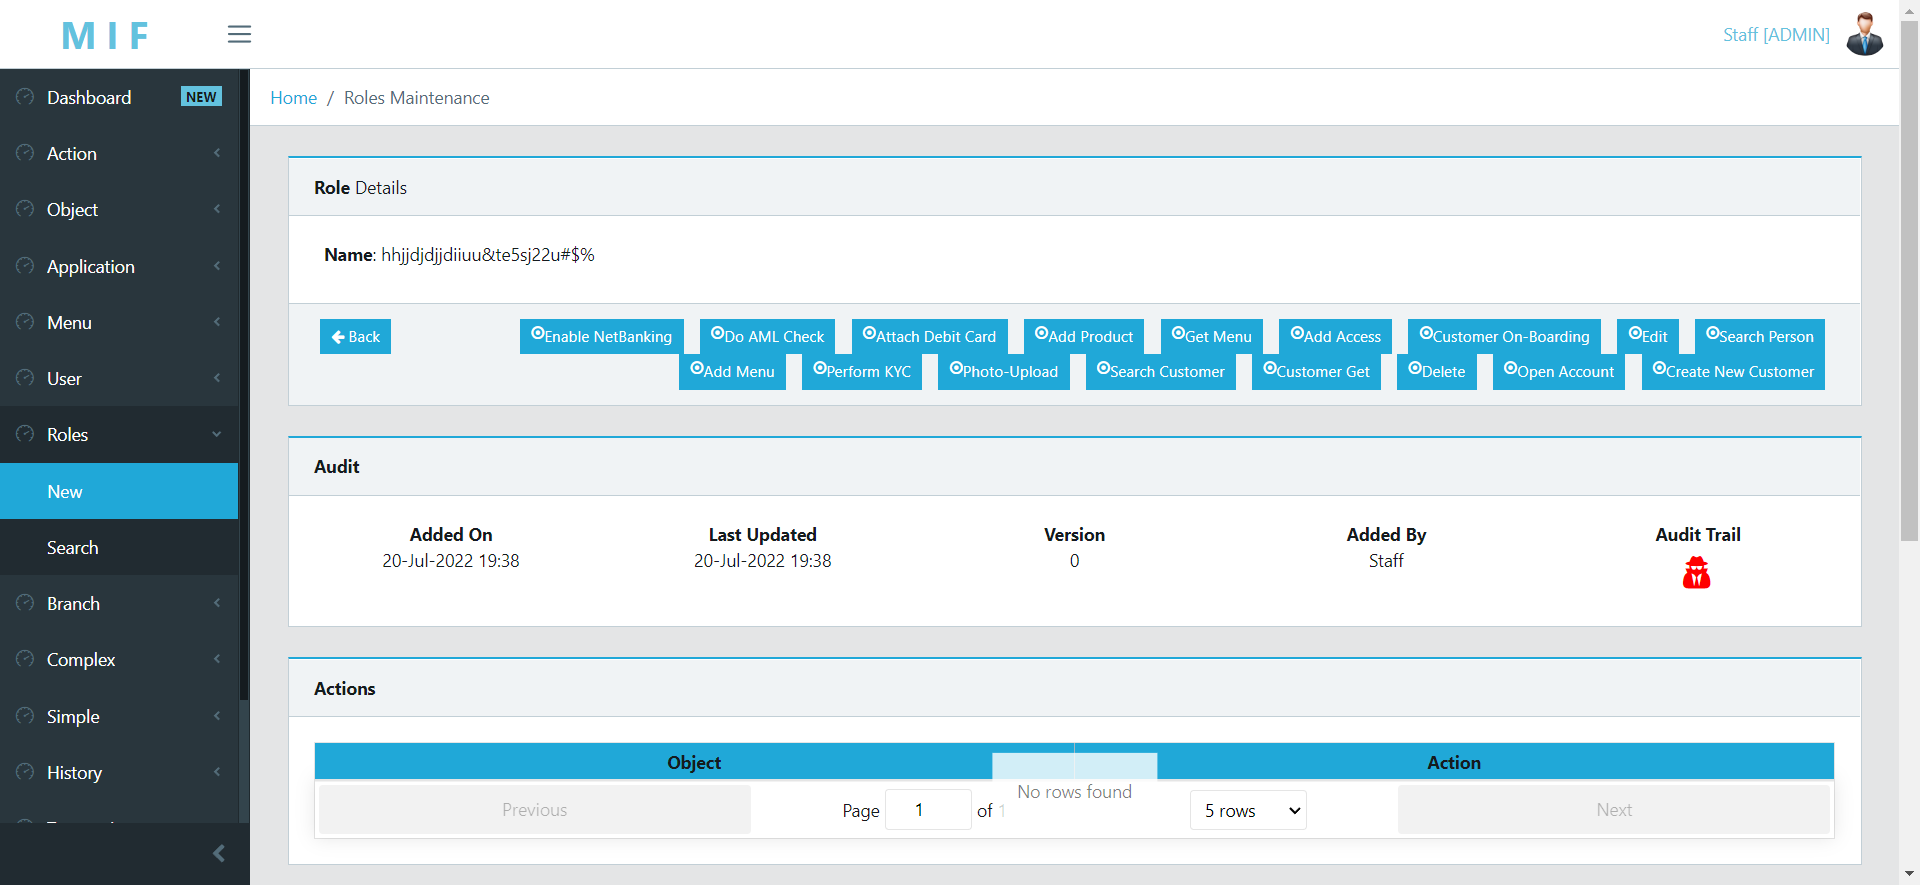 MIF
Staff [ADMIN]
Dashboard NEW
Action
Object
Application
Menu
User
Roles
New
Search
Branch
Complex
Simple
History
Home / Roles Maintenance
Role Details
Name: hhjjdjdjjdiiuu&te5sj22u#$%
Back Enable NetBanking Do AML Check Attach Debit Card Add Product Get Menu Add Access Customer On-Boarding Edit Search Person
Add Menu Perform KYC Photo-Upload Search Customer Customer Get Delete Open Account Create New Customer
Audit
Added On Last Updated Version Added By Audit Trail
20-Jul-2022 19:38 20-Jul-2022 19:38 0 Staff
Actions
Object Action
No rows found
Previous Page 1 of 1 5 rows Next